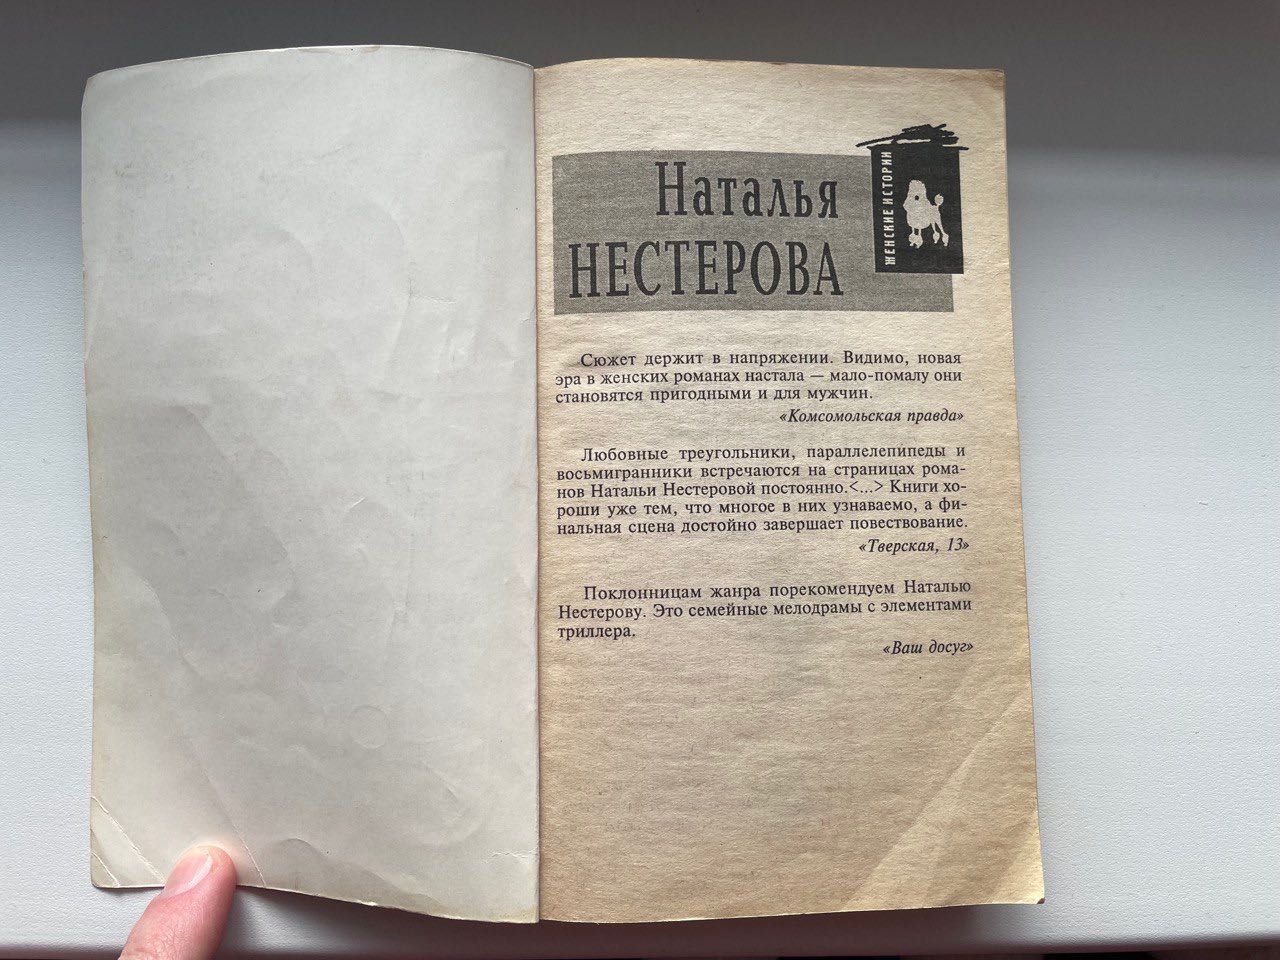 Наталья
НЕСТЕРОВА
ЖЕНСКИЕ ИСТОРИИ
Сюжет держит в напряжении. Видимо, новая
эра в женских романах настала — мало-помалу они
становятся пригодными и для мужчин.
«Комсомольская правда»
Любовные треугольники, параллелепипеды и
восьмигранники встречаются на страницах рома-
нов Натальи Нестеровой постоянно.<...> Книги хо-
роши уже тем, что многое в них узнаваемо, а фи-
нальная сцена достойно завершает повествование.
«Тверская, 13»
Поклонницам жанра порекомендуем Наталью
Нестерову. Это семейные мелодрамы с элементами
триллера.
«Ваш досуг»